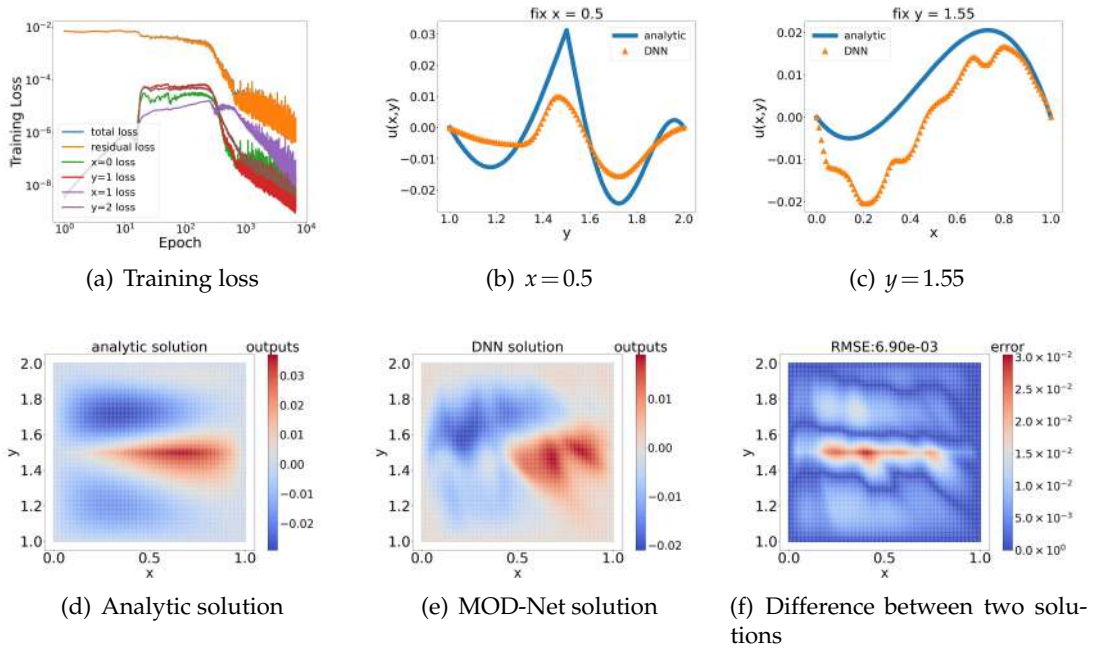 10⁻²
10⁻⁴
10⁻⁶
10⁻⁸
Training Loss
total loss
residual loss
x=0 loss
y=1 loss
x=1 loss
y=2 loss
10⁰ 10¹ 10² 10³ 10⁴
Epoch
(a) Training loss
fix x = 0.5
0.03
0.02
0.01
0.00
−0.01
−0.02
u(x,y)
analytic
DNN
1.0 1.2 1.4 1.6 1.8 2.0
y
(b) x=0.5
fix y = 1.55
0.02
0.01
0.00
−0.01
−0.02
u(x,y)
analytic
DNN
0.0 0.2 0.4 0.6 0.8 1.0
x
(c) y=1.55
analytic solution outputs
2.0
1.8
1.6
1.4
1.2
1.0
y
0.0 0.5 1.0
x
0.03
0.02
0.01
0.00
−0.01
−0.02
(d) Analytic solution
DNN solution outputs
2.0
1.8
1.6
1.4
1.2
1.0
y
0.0 0.5 1.0
x
0.01
0.00
−0.01
−0.02
(e) MOD-Net solution
RMSE:6.90e-03 error
2.0
1.8
1.6
1.4
1.2
1.0
y
0.0 0.5 1.0
x
3.0×10⁻²
2.5×10⁻²
2.0×10⁻²
1.5×10⁻²
1.0×10⁻²
5.0×10⁻³
0.0×10⁰
(f) Difference between two solu-
tions